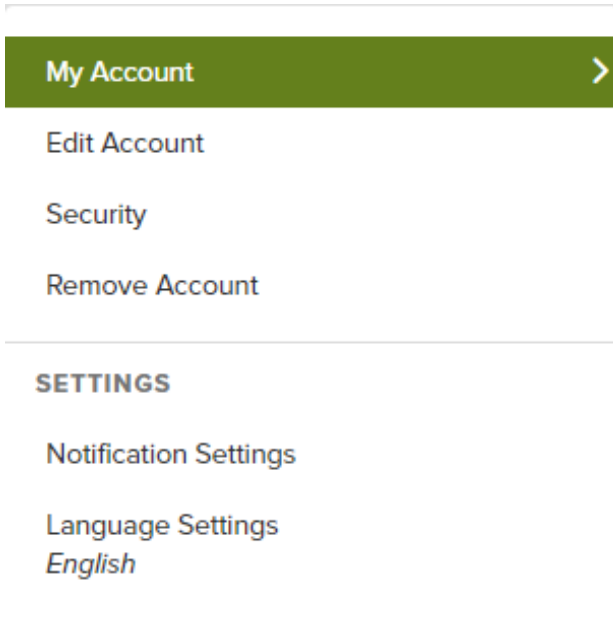 My Account
Edit Account
Security
Remove Account
SETTINGS
Notification Settings
Language Settings
English